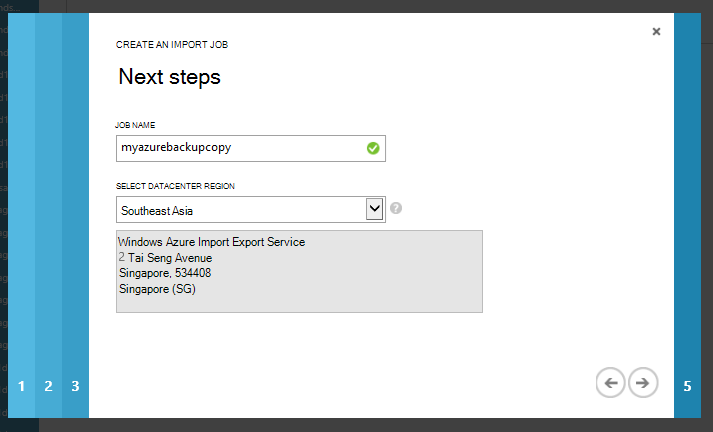 CREATE AN IMPORT JOB
Next steps
JOB NAME
myazurebackupcopy
SELECT DATACENTER REGION
Southeast Asia
?
Windows Azure Import Export Service
2 Tai Seng Avenue
Singapore, 534408
Singapore (SG)
1 2 3 5